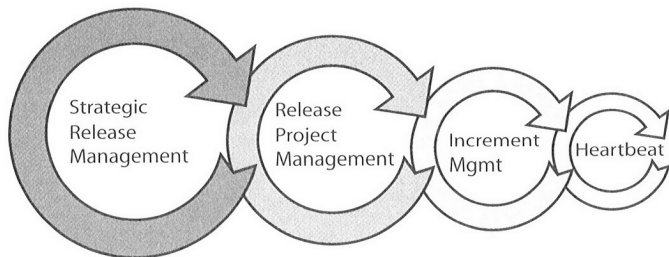 Strategic
Release
Management
Release
Project
Management
Increment
Mgmt
Heartbeat